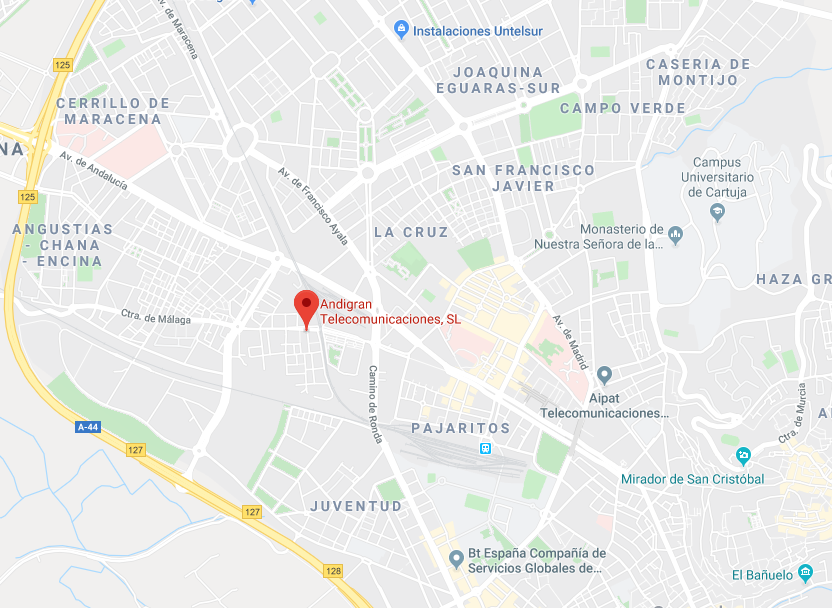 Av. de Maracena
Instalaciones Untelsur
125
JOAQUINA
EGUARAS-SUR
CASERIA DE
MONTIJO
CERRILLO DE
MARACENA
CAMPO VERDE
NA
Av. de Andalucía
Av. de Francisco Ayala
SAN FRANCISCO
JAVIER
Campus
Universitario
de Cartuja
125
ANGUSTIAS
- CHANA
- ENCINA
LA CRUZ
Monasterio de
Nuestra Señora de la...
HAZA GR
Andigran
Telecomunicaciones, SL
Ctra. de Málaga
Av. de Madrid
Camino de Ronda
Aipat
Telecomunicaciones...
Ctra. de Murcia
A-44
PAJARITOS
127
Mirador de San Cristóbal
127
JUVENTUD
Bt España Compañía de
Servicios Globales de...
128
El Bañuelo